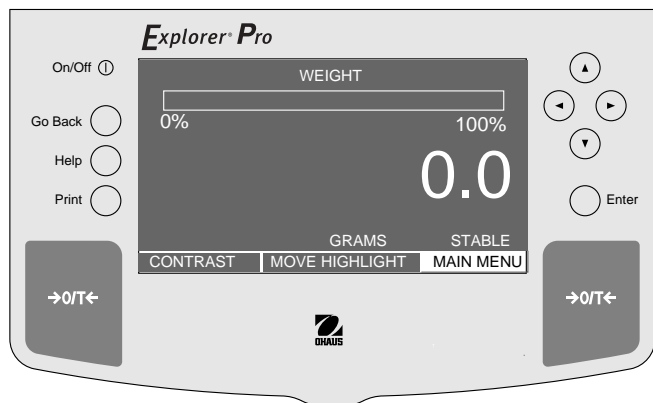 Explorer® Pro
On/Off
WEIGHT
Go Back
0% 100%
Help
0.0
Print
Enter
GRAMS STABLE
CONTRAST MOVE HIGHLIGHT MAIN MENU
→0/T←
→0/T←
OHAUS